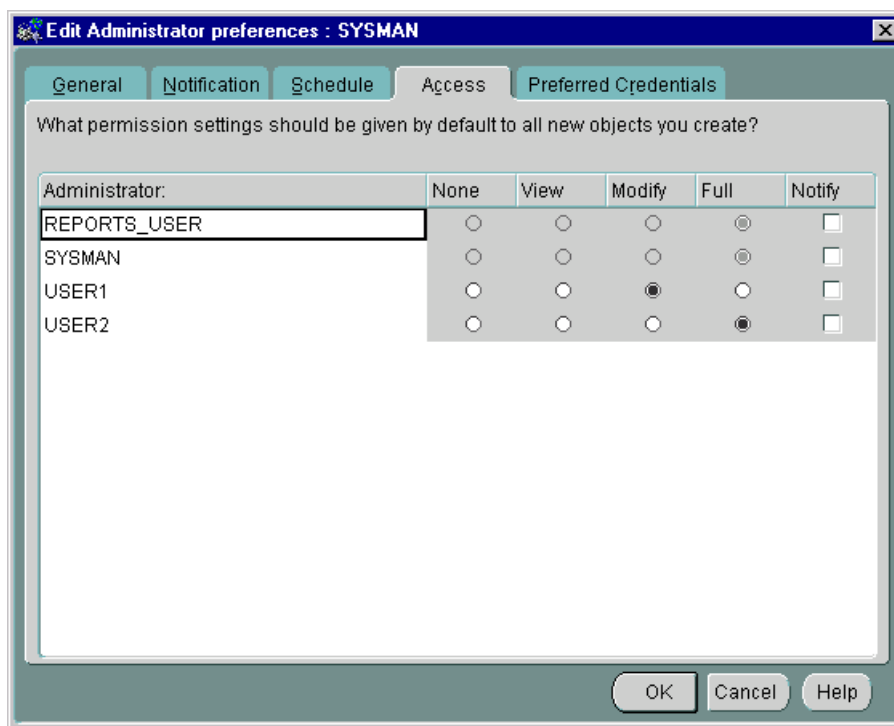 Edit Administrator preferences : SYSMAN
General Notification Schedule Access Preferred Credentials
What permission settings should be given by default to all new objects you create?
Administrator: None View Modify Full Notify
REPORTS_USER
SYSMAN
USER1
USER2
OK Cancel Help